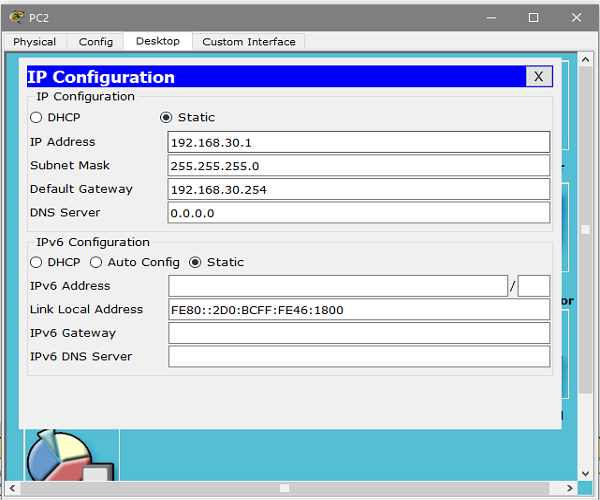 PC2
Physical Config Desktop Custom Interface
IP Configuration X
IP Configuration
DHCP Static
IP Address 192.168.30.1
Subnet Mask 255.255.255.0
Default Gateway 192.168.30.254
DNS Server 0.0.0.0
IPv6 Configuration
DHCP Auto Config Static
IPv6 Address /
Link Local Address FE80::2D0:BCFF:FE46:1800
IPv6 Gateway
IPv6 DNS Server
or